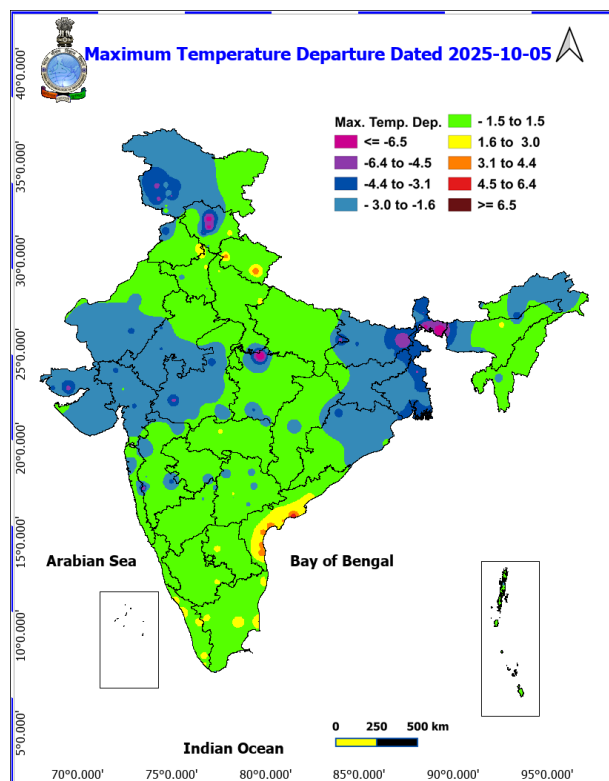 Maximum Temperature Departure Dated 2025-10-05
Max. Temp. Dep.
<= -6.5
-6.4 to -4.5
-4.4 to -3.1
- 3.0 to -1.6
- 1.5 to 1.5
1.6 to 3.0
3.1 to 4.4
4.5 to 6.4
>= 6.5
40°0.000'
35°0.000'
30°0.000'
25°0.000'
20°0.000'
15°0.000'
10°0.000'
5°0.000'
Arabian Sea
Bay of Bengal
0 250 500 km
Indian Ocean
70°0.000' 75°0.000' 80°0.000' 85°0.000' 90°0.000' 95°0.000'